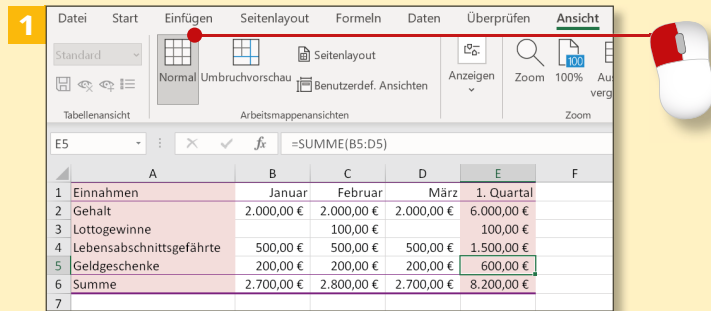 1
Datei Start Einfügen Seitenlayout Formeln Daten Überprüfen Ansicht
Standard
Normal Umbruchvorschau Seitenlayout
Benutzerdef. Ansichten
Anzeigen Zoom 100%
100
Tabellenansicht Arbeitsmappenansichten Zoom
E5 fx =SUMME(B5:D5)
A B C D E F
1 Einnahmen Januar Februar März 1. Quartal
2 Gehalt 2.000,00 € 2.000,00 € 2.000,00 € 6.000,00 €
3 Lottogewinne 100,00 € 100,00 €
4 Lebensabschnittsgefährte 500,00 € 500,00 € 500,00 € 1.500,00 €
5 Geldgeschenke 200,00 € 200,00 € 200,00 € 600,00 €
6 Summe 2.700,00 € 2.800,00 € 2.700,00 € 8.200,00 €
7